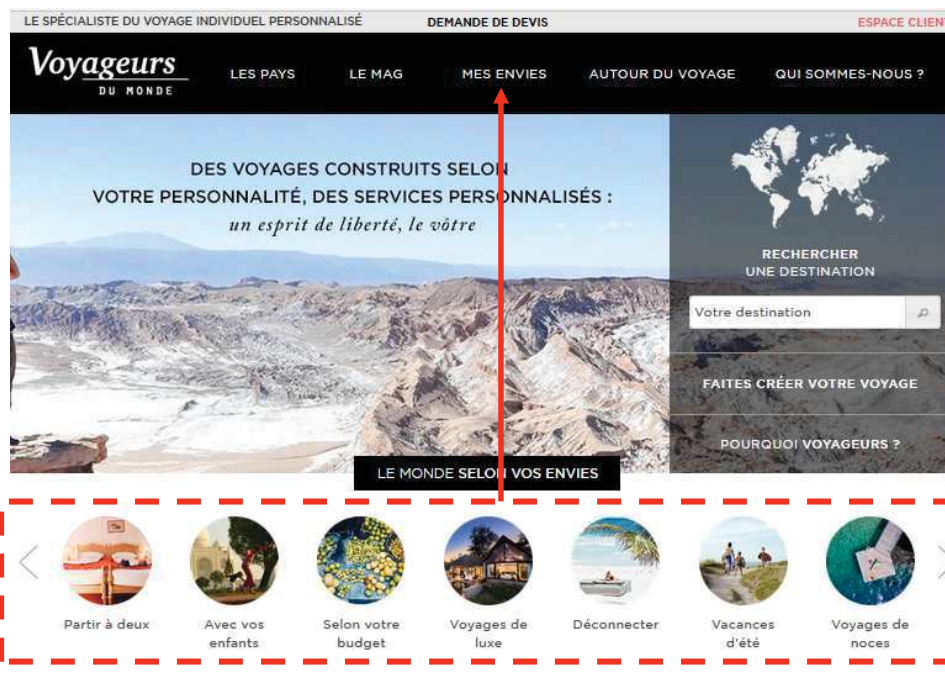 LE SPÉCIALISTE DU VOYAGE INDIVIDUEL PERSONNALISÉ
DEMANDE DE DEVIS
ESPACE CLIENT
Voyageurs
DU MONDE
LES PAYS
LE MAG
MES ENVIES
AUTOUR DU VOYAGE
QUI SOMMES-NOUS ?
DES VOYAGES CONSTRUITS SELON
VOTRE PERSONNALITÉ, DES SERVICES PERSONNALISÉS :
un esprit de liberté, le vôtre
RECHERCHER
UNE DESTINATION
Votre destination
FAITES CRÉER VOTRE VOYAGE
POURQUOI VOYAGEURS ?
LE MONDE SELON VOS ENVIES
Partir à deux
Avec vos
enfants
Selon votre
budget
Voyages de
luxe
Déconnecter
Vacances
d'été
Voyages de
noces